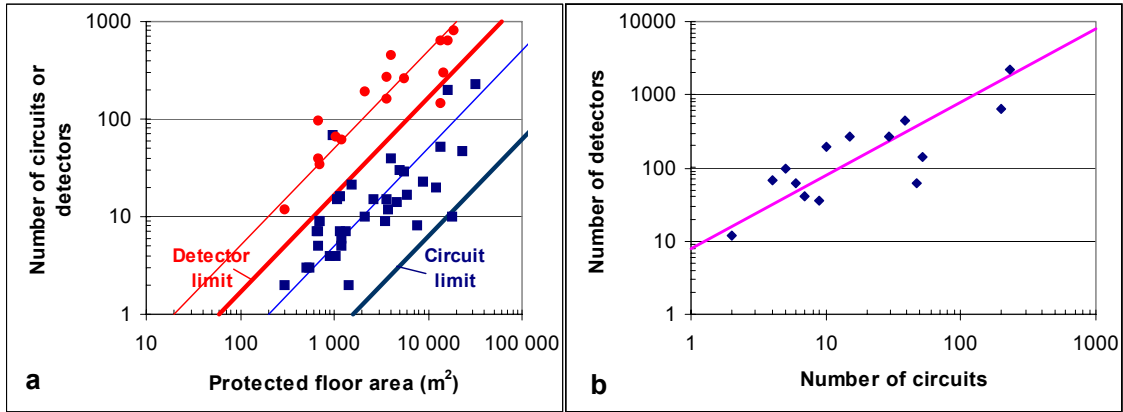 1000
100
10
1
Number of circuits or
detectors
Detector
limit
Circuit
limit
10
100
1 000
10 000
100 000
Protected floor area (m²)
a
10000
1000
100
10
1
Number of detectors
1
10
100
1000
Number of circuits
b